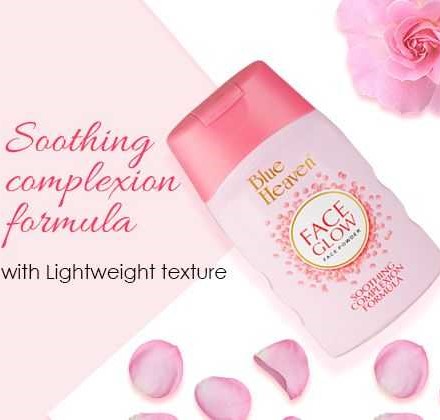 Soothing
complexion
formula
with Lightweight texture
Blue
Heaven®
FACE
GLOW
FACE POWDER
SOOTHING
COMPLEXION
FORMULA